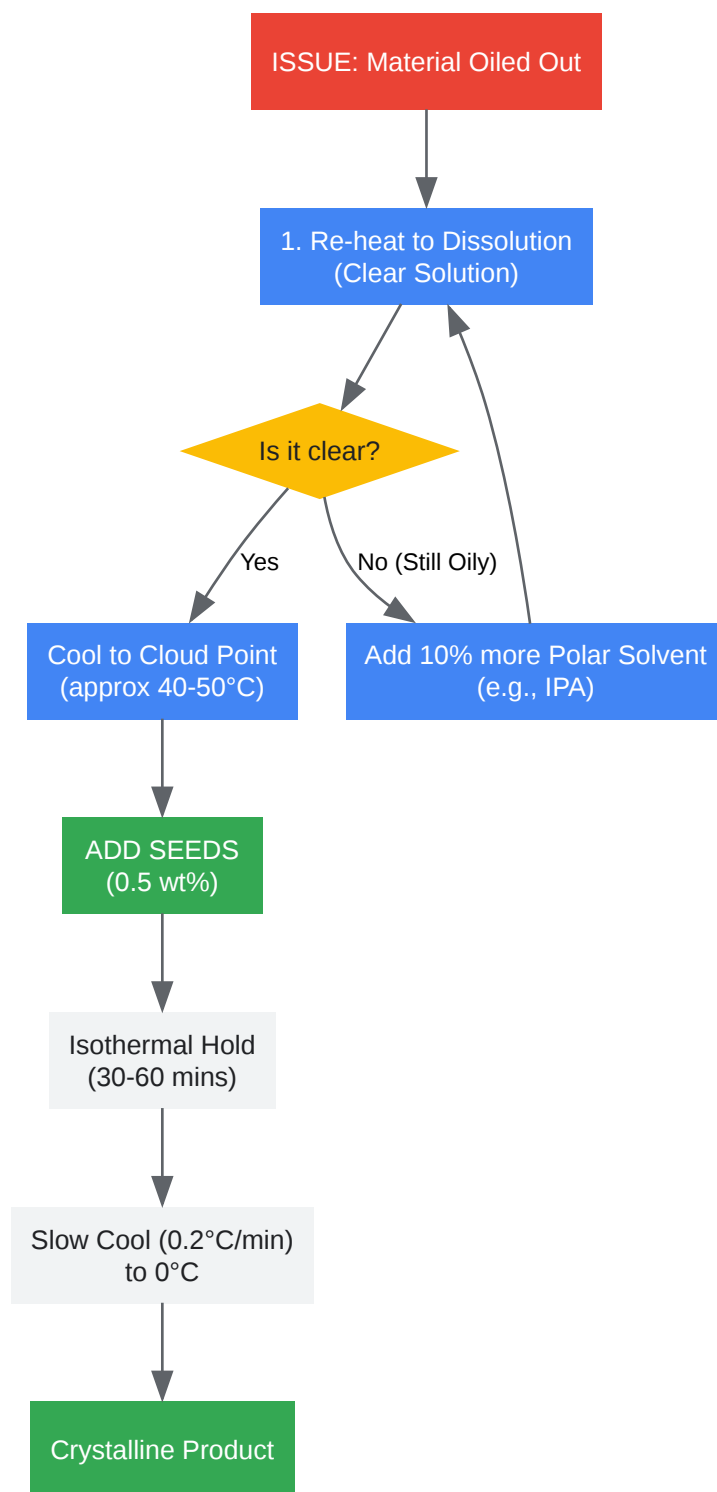 ISSUE: Material Oiled Out
1. Re-heat to Dissolution
(Clear Solution)
Is it clear?
Yes
No (Still Oily)
Cool to Cloud Point
(approx 40-50°C)
Add 10% more Polar Solvent
(e.g., IPA)
ADD SEEDS
(0.5 wt%)
Isothermal Hold
(30-60 mins)
Slow Cool (0.2°C/min)
to 0°C
Crystalline Product